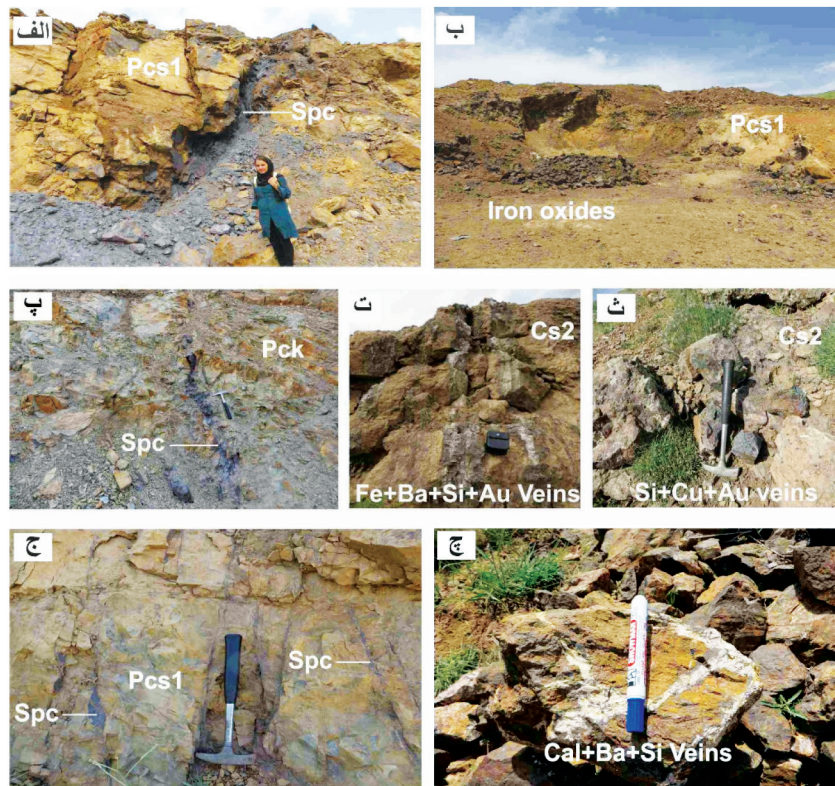 الف
Pcs1
Spc
ب
Pcs1
Iron oxides
پ
Pck
Spc
ت
Cs2
Fe+Ba+Si+Au Veins
ث
Cs2
Si+Cu+Au veins
ج
Pcs1
Spc
Spc
چ
Cal+Ba+Si Veins